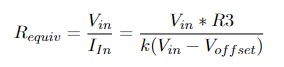 R_{equiv} = \frac{V_{in}}{I_{In}} = \frac{V_{in} * R3}{k(V_{in} - V_{offset})}